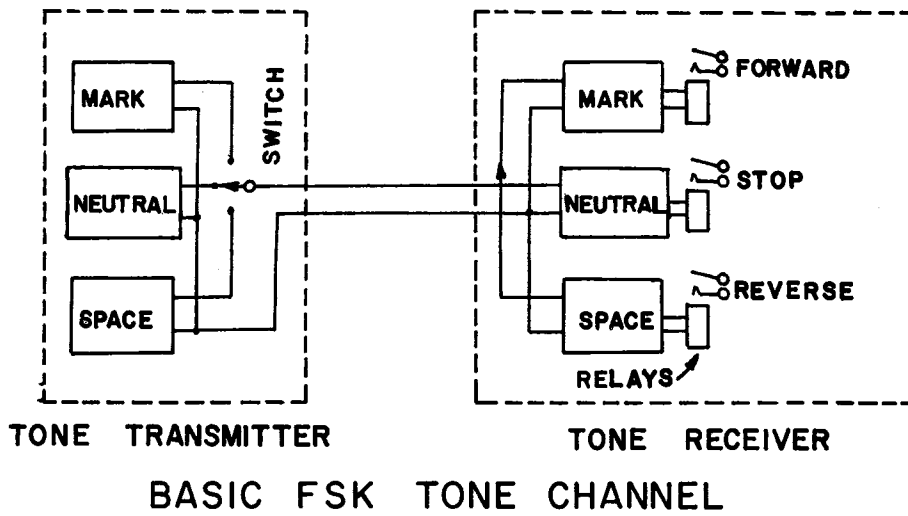 MARK
NEUTRAL
SPACE
SWITCH
MARK
NEUTRAL
SPACE
FORWARD
STOP
REVERSE
RELAYS
TONE TRANSMITTER
TONE RECEIVER
BASIC FSK TONE CHANNEL